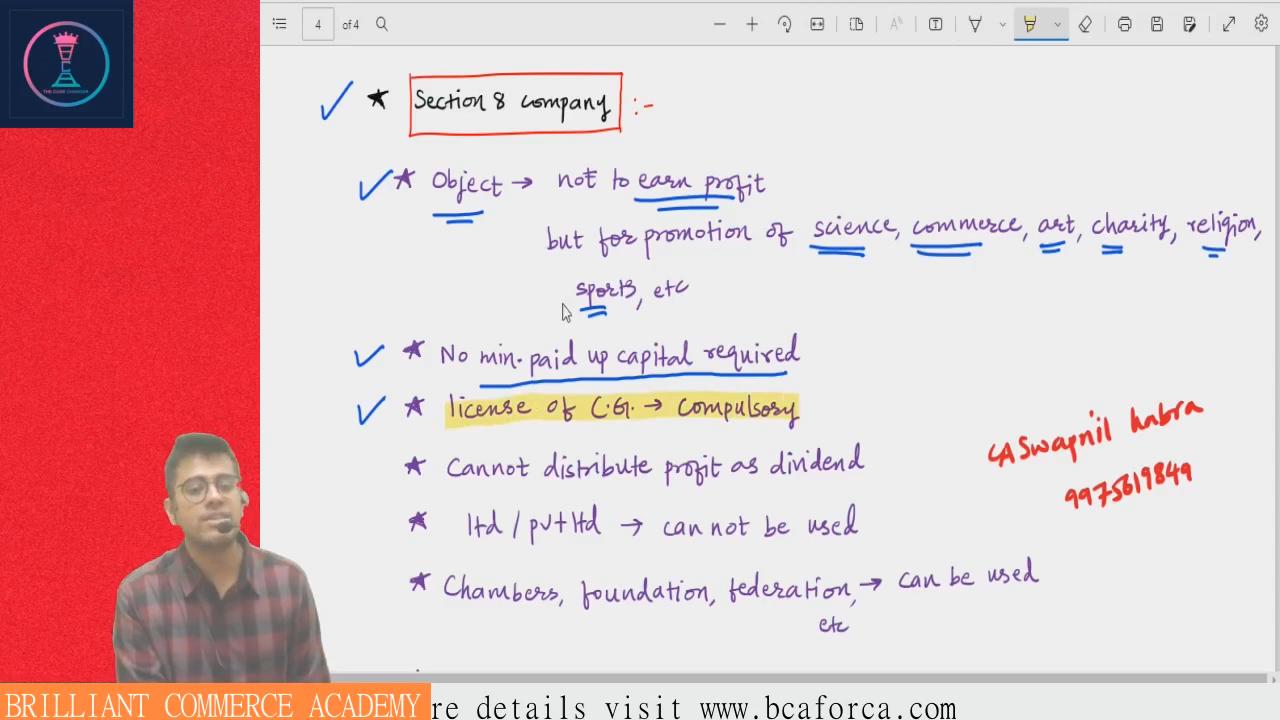 4 of 4
THE GAME CHANGER
★ Section 8 company :-
★ Object → not to earn profit
but for promotion of science, commerce, art, charity, religion,
sports, etc
★ No min. paid up capital required
★ license of C.G. → Compulsory
★ Cannot distribute profit as dividend
★ ltd / pvt ltd → can not be used
★ Chambers, foundation, federation, → can be used
etc
CA Swapnil kabra
9975619849
BRILLIANT COMMERCE ACADEMY re details visit www.bcaforca.com